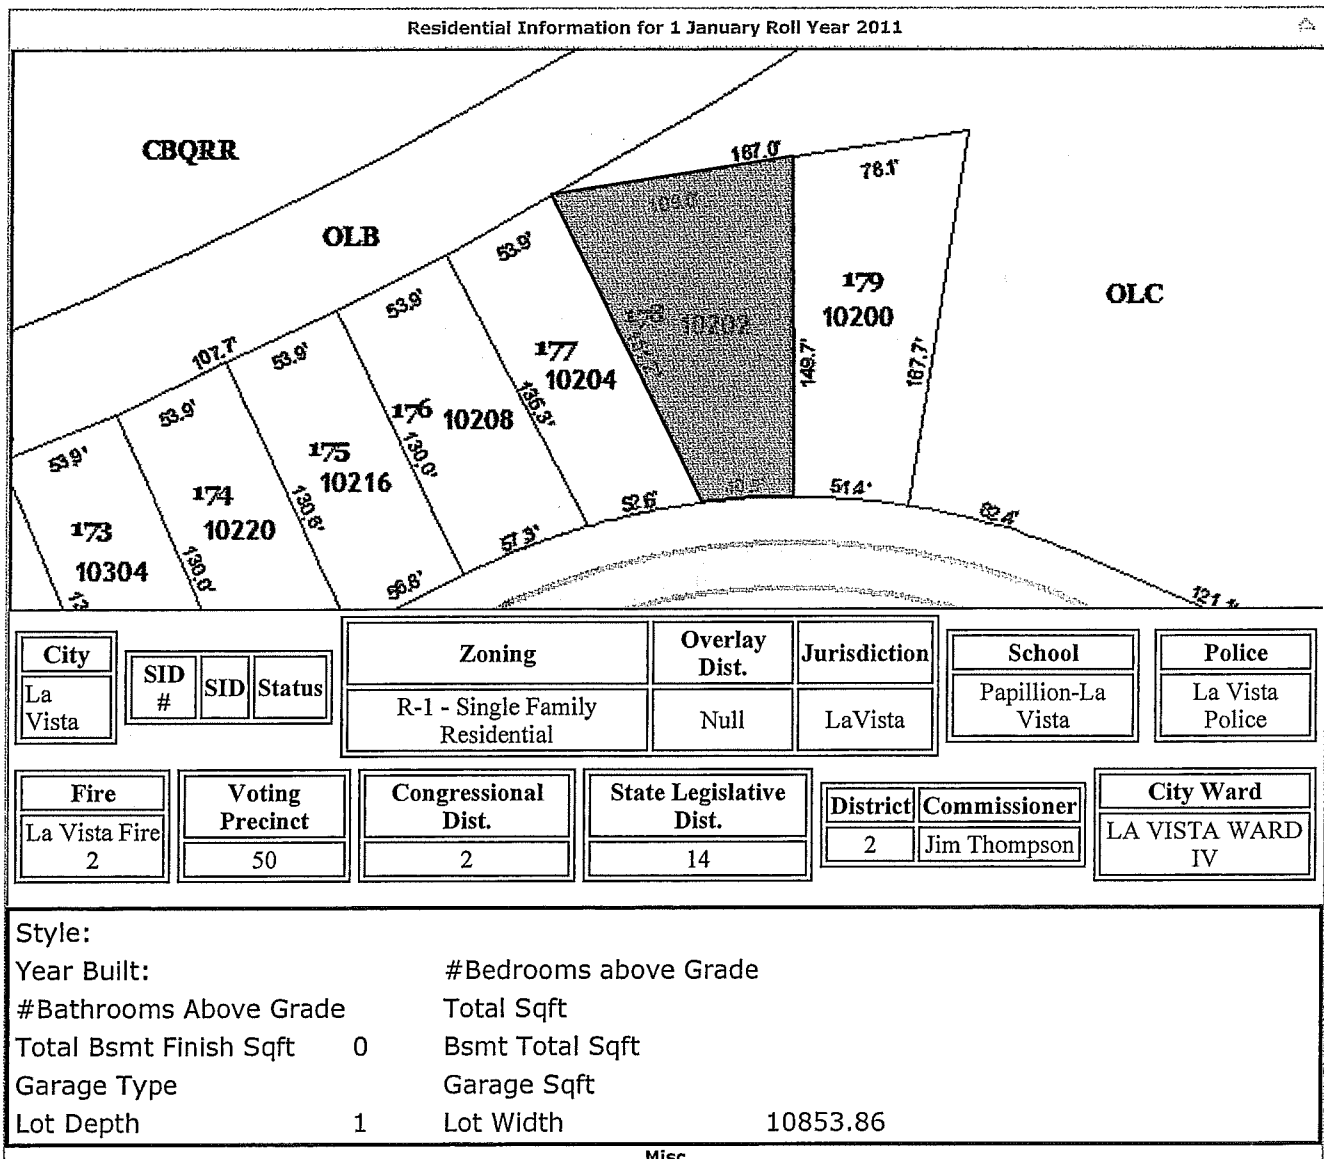 Residential Information for 1 January Roll Year 2011
CBQRR
OLB
OLC
187.0'
78.1'
53.9'
53.9'
107.7'
53.9'
53.9'
53.9'
179
10200
178
10202
177
10204
176 10208
175
10216
174
10220
173
10304
149.7'
187.7'
135.3'
130.0'
130.6'
130.0'
51.4'
52.6'
57.3'
56.8'
62.4'
City
La
Vista
SID
#
SID
Status
Zoning
R-1 - Single Family
Residential
Overlay
Dist.
Null
Jurisdiction
LaVista
School
Papillion-La
Vista
Police
La Vista
Police
Fire
La Vista Fire
2
Voting
Precinct
50
Congressional
Dist.
2
State Legislative
Dist.
14
District Commissioner
2 Jim Thompson
City Ward
LA VISTA WARD
IV
Style:
Year Built: #Bedrooms above Grade
#Bathrooms Above Grade Total Sqft
Total Bsmt Finish Sqft 0 Bsmt Total Sqft
Garage Type Garage Sqft
Lot Depth 1 Lot Width 10853.86
Misc